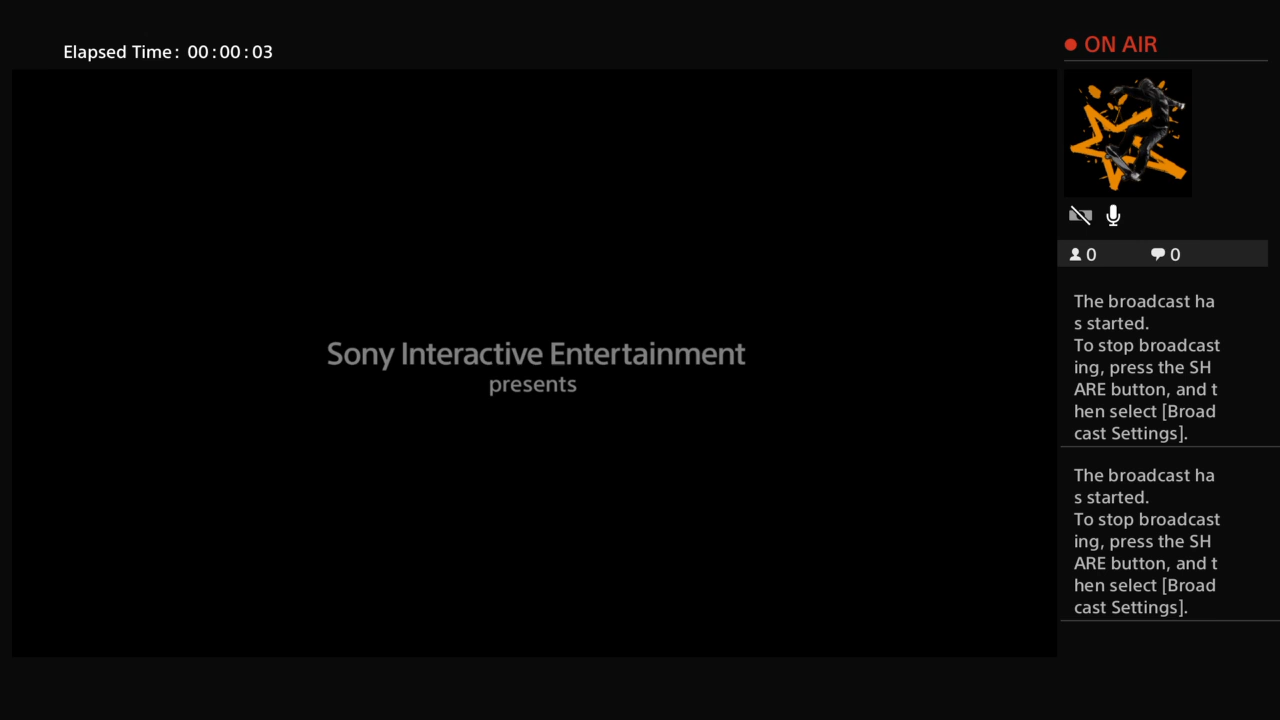 Elapsed Time: 00:00:03
ON AIR
0 0
Sony Interactive Entertainment
presents
The broadcast ha
s started.
To stop broadcast
ing, press the SH
ARE button, and t
hen select [Broad
cast Settings].
The broadcast ha
s started.
To stop broadcast
ing, press the SH
ARE button, and t
hen select [Broad
cast Settings].